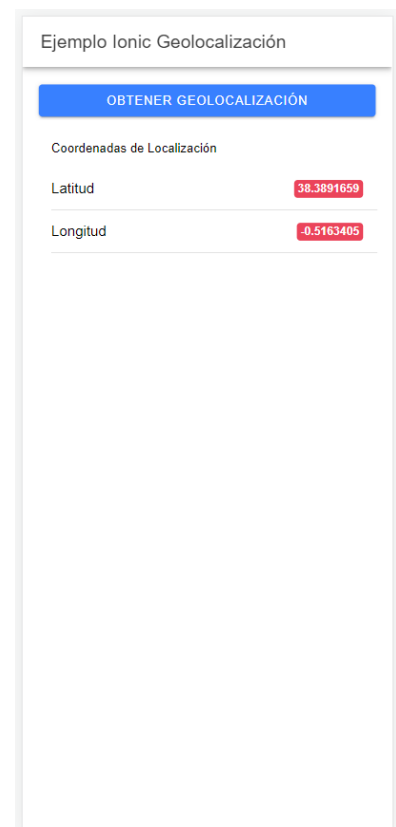 Ejemplo Ionic Geolocalización
OBTENER GEOLOCALIZACIÓN
Coordenadas de Localización
Latitud 38.3891659
Longitud -0.5163405